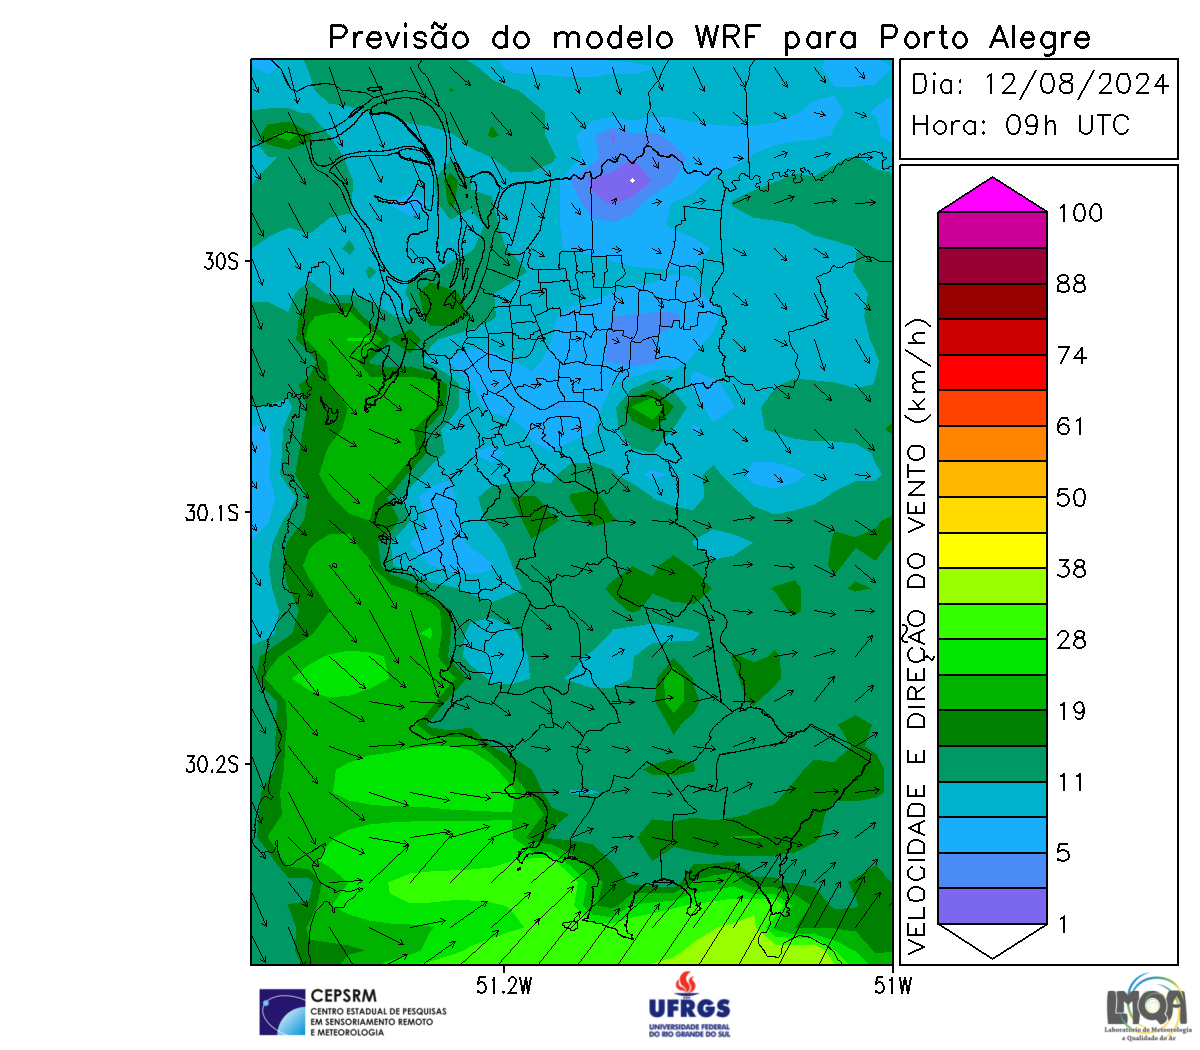 Previsão do modelo WRF para Porto Alegre
Dia: 12/08/2024
Hora: 09h UTC
30S
30.1S
30.2S
51.2W
51W
VELOCIDADE E DIREÇÃO DO VENTO (km/h)
100
88
74
61
50
38
28
19
11
5
1
CEPSRM
CENTRO ESTADUAL DE PESQUISAS
EM SENSORIAMENTO REMOTO
E METEOROLOGIA
UFRGS
UNIVERSIDADE FEDERAL
DO RIO GRANDE DO SUL
LMQA
Laboratório de Meteorologia
e Qualidade do Ar